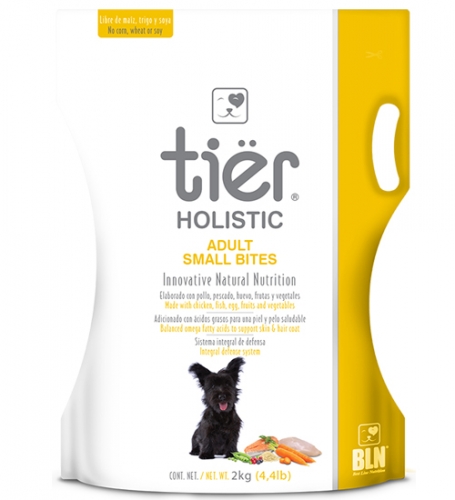 Libre de maíz, trigo y soya
No corn, wheat or soy
tiër®
HOLISTIC
ADULT
SMALL BITES
Innovative Natural Nutrition
Elaborado con pollo, pescado, huevo, frutas y vegetales
Made with chicken, fish, egg, fruits and vegetables
Adicionado con ácidos grasos para una piel y pelo saludable
Balanced omega fatty acids to support skin & hair coat
Sistema integral de defensa
Integral defense system
CONT. NET. / NET. WT. 2kg (4,4lb)
BLN